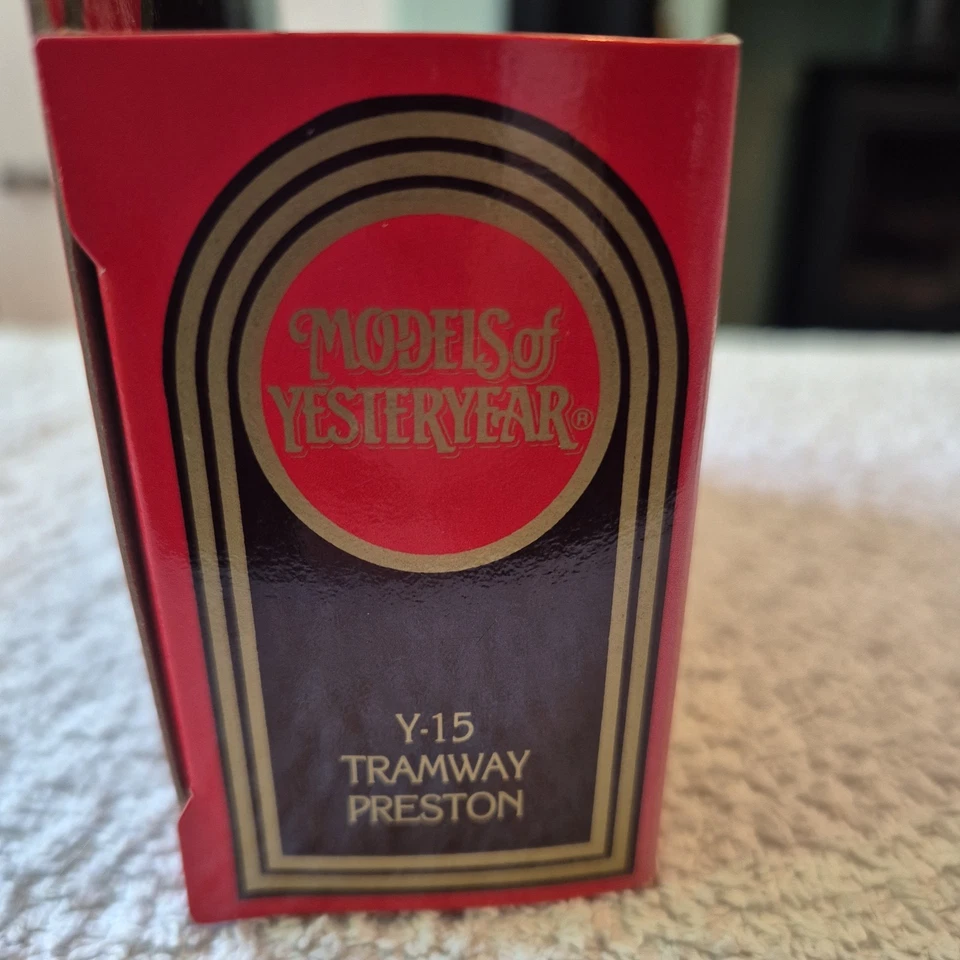 MODELS of
YESTERYEAR®
Y-15
TRAMWAY
PRESTON